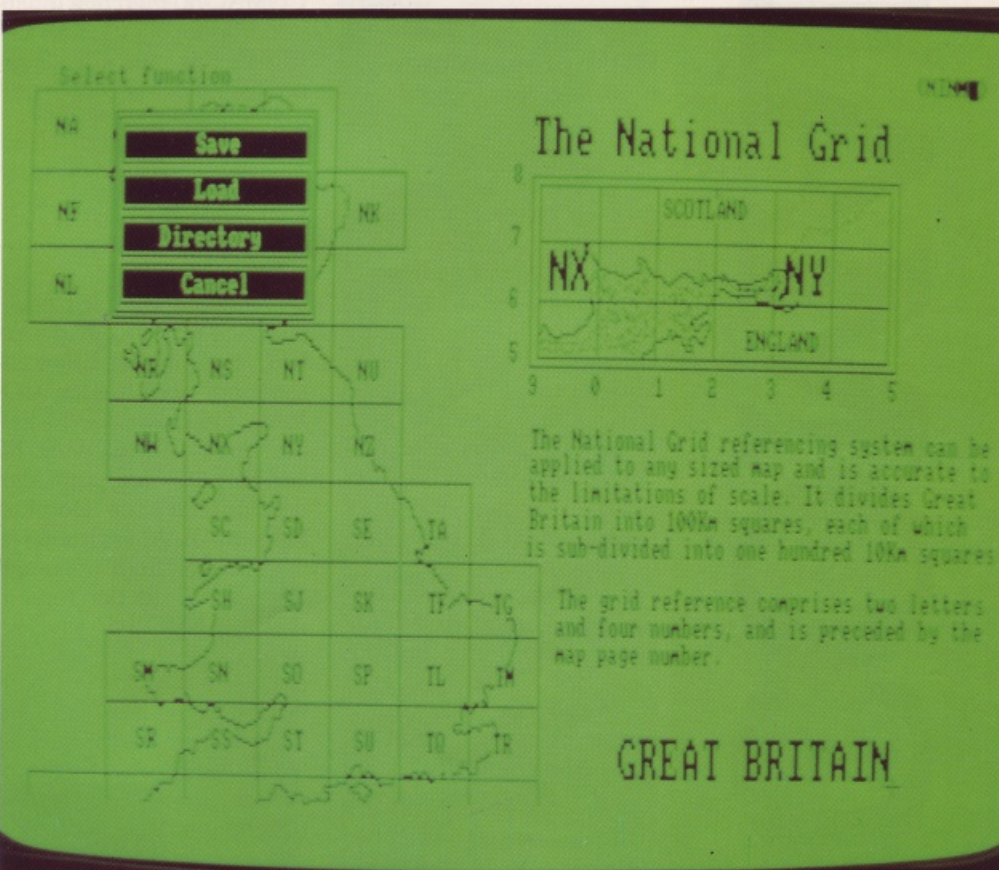 Select function
NA
Save
Load
Directory
Cancel
NF
NK
NL
NR NS NT NU
NW NX NY NZ
SC SD SE TA
SH SJ SK TF TG
SM SN SO SP TL TM
SR SS ST SU TQ TR
The National Grid
8
SCOTLAND
7
NX NY
6
ENGLAND
5
9 0 1 2 3 4 5
The National Grid referencing system can be
applied to any sized map and is accurate to
the limitations of scale. It divides Great
Britain into 100Km squares, each of which
is sub-divided into one hundred 10Km squares
The grid reference comprises two letters
and four numbers, and is preceded by the
map page number.
GREAT BRITAIN